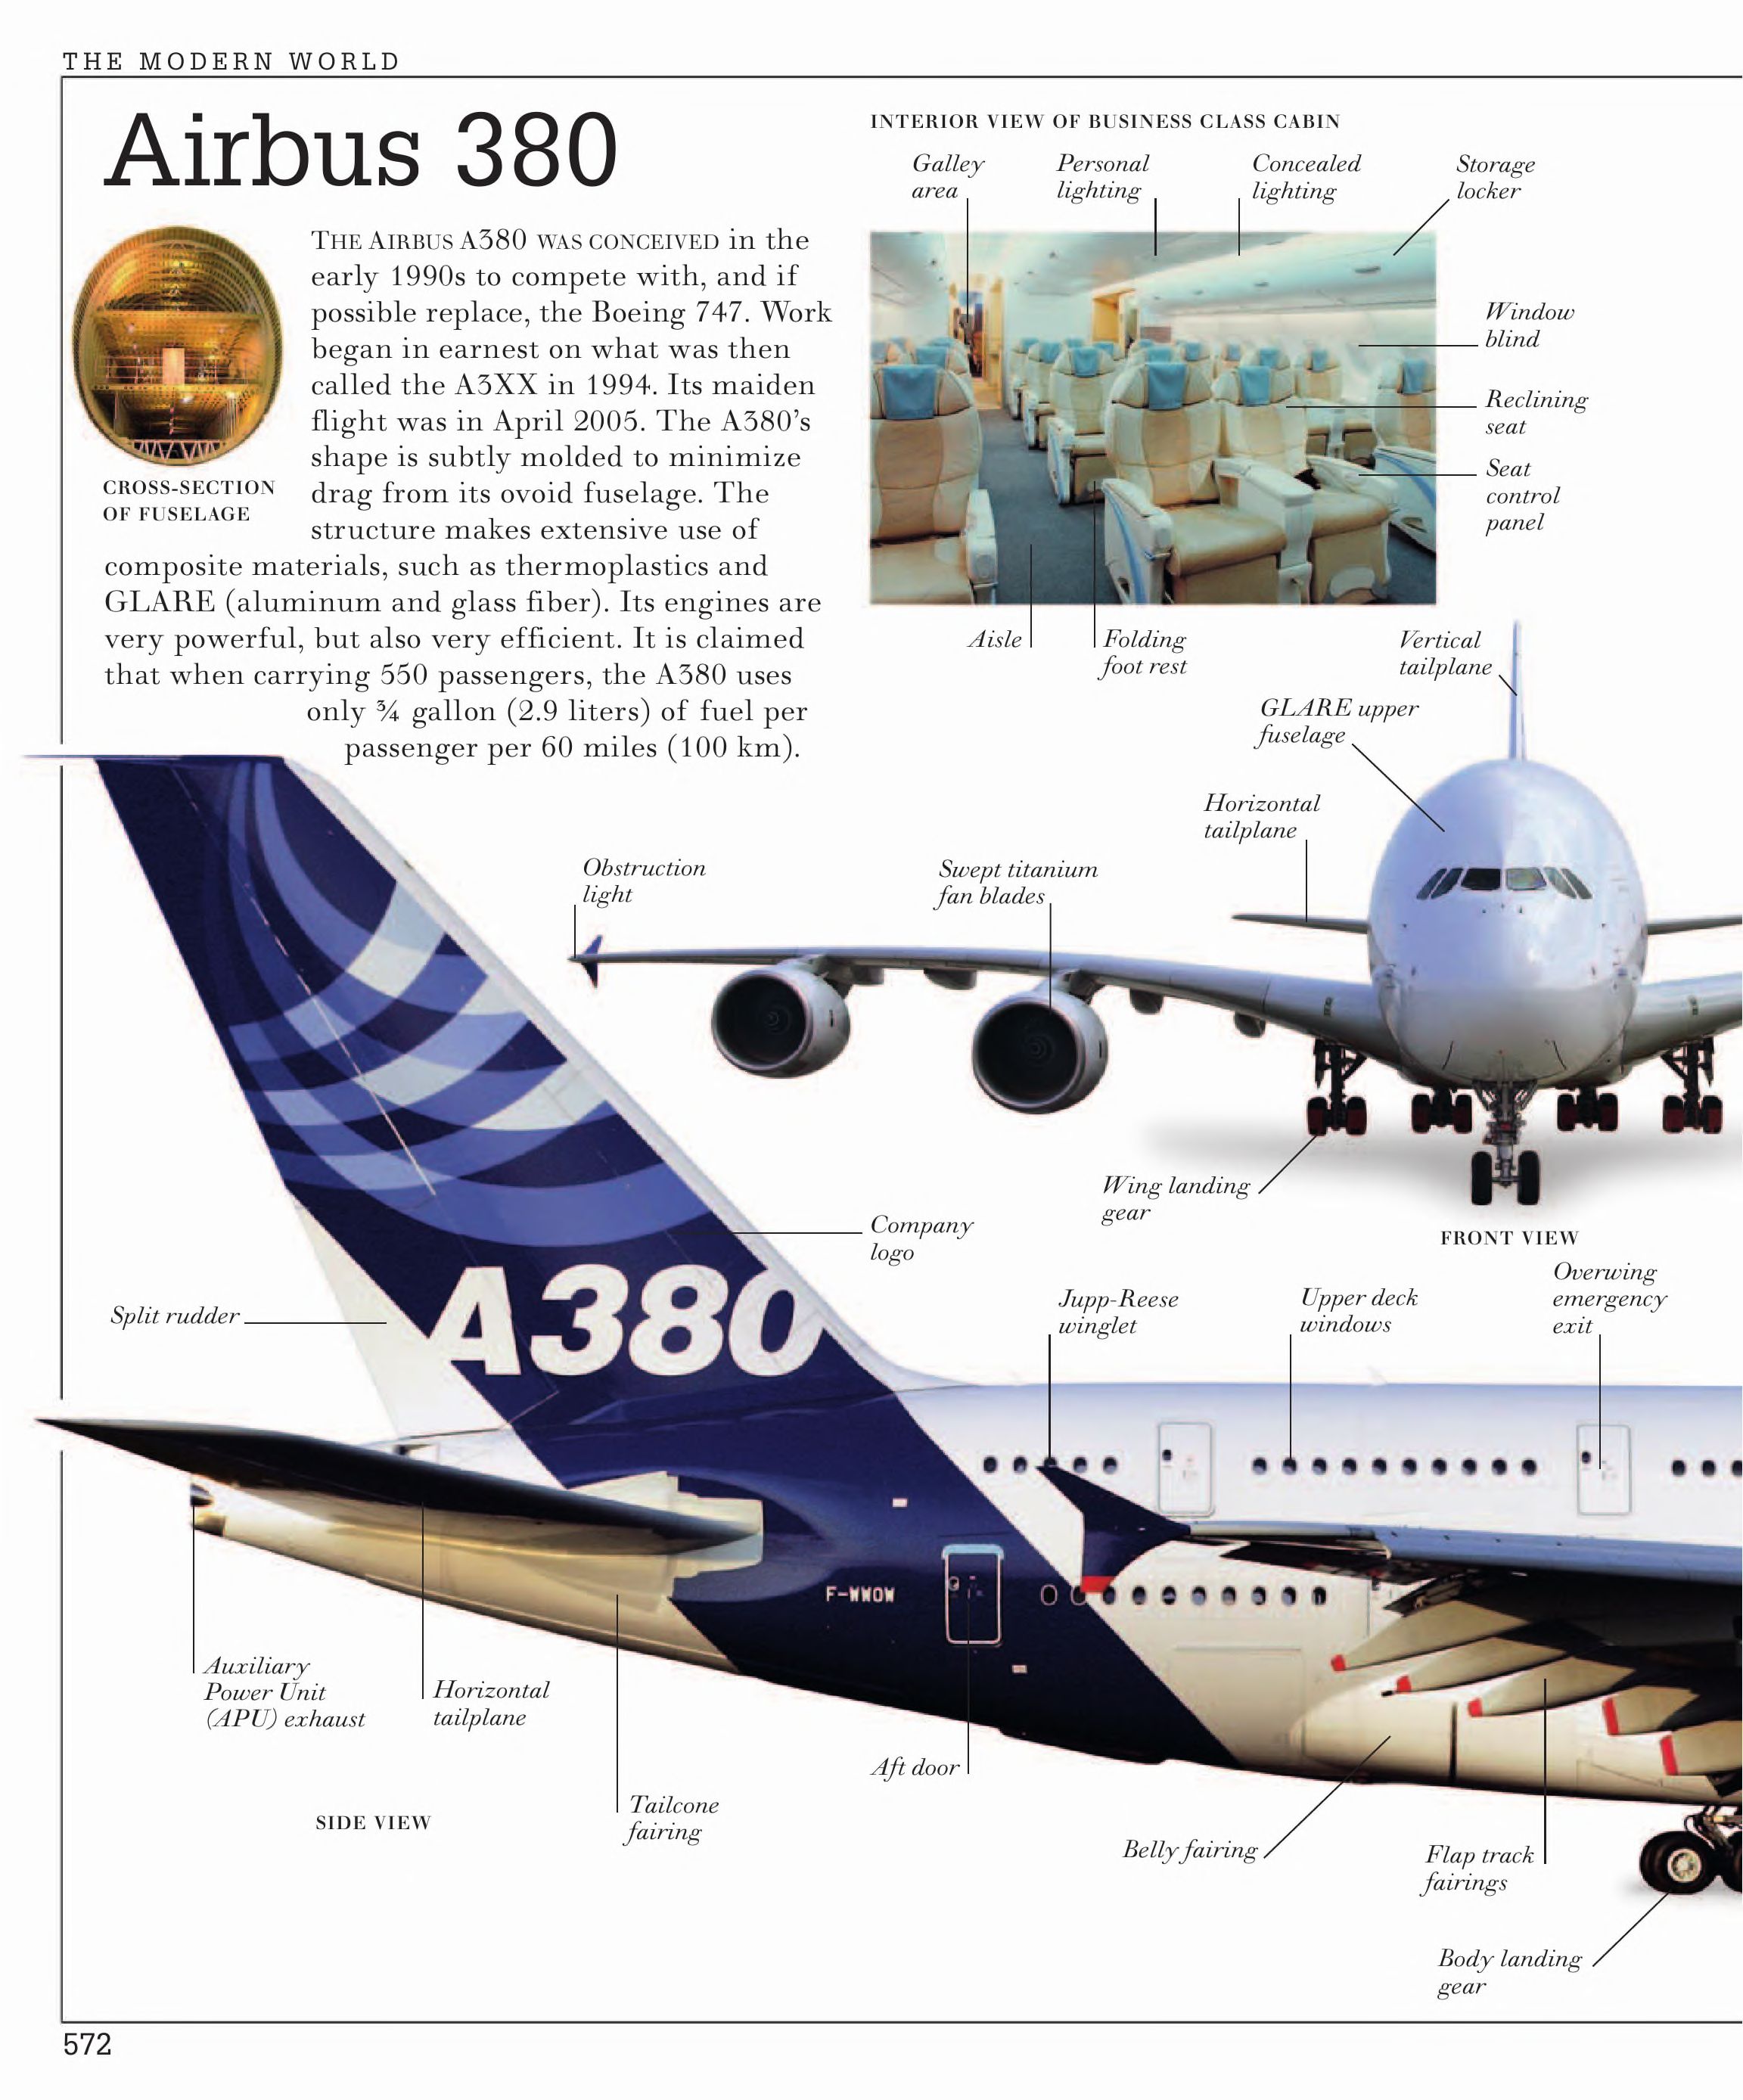 THE MODERN WORLD
Airbus 380
THE AIRBUS A380 WAS CONCEIVED in the
early 1990s to compete with, and if
possible replace, the Boeing 747. Work
began in earnest on what was then
called the A3XX in 1994. Its maiden
flight was in April 2005. The A380’s
shape is subtly molded to minimize
drag from its ovoid fuselage. The
structure makes extensive use of
composite materials, such as thermoplastics and
GLARE (aluminum and glass fiber). Its engines are
very powerful, but also very efficient. It is claimed
that when carrying 550 passengers, the A380 uses
only ¾ gallon (2.9 liters) of fuel per
passenger per 60 miles (100 km).
CROSS-SECTION
OF FUSELAGE
INTERIOR VIEW OF BUSINESS CLASS CABIN
Galley
area
Personal
lighting
Concealed
lighting
Storage
locker
Window
blind
Reclining
seat
Seat
control
panel
Aisle
Folding
foot rest
Vertical
tailplane
GLARE upper
fuselage
Horizontal
tailplane
Obstruction
light
Swept titanium
fan blades
Wing landing
gear
FRONT VIEW
Company
logo
Split rudder
A380
Jupp-Reese
winglet
Upper deck
windows
Overwing
emergency
exit
F-WWOW
Auxiliary
Power Unit
(APU) exhaust
Horizontal
tailplane
Aft door
Tailcone
fairing
SIDE VIEW
Belly fairing
Flap track
fairings
Body landing
gear
572